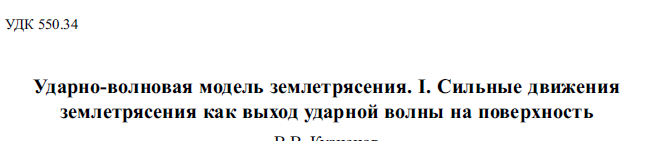 УДК 550.34
Ударно-волновая модель землетрясения. I. Сильные движения
землетрясения как выход ударной волны на поверхность